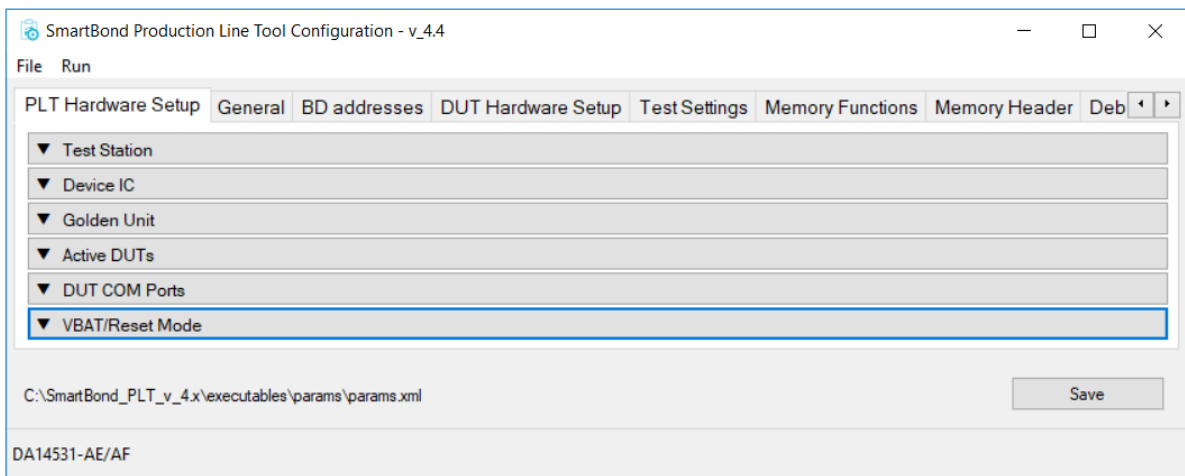 SmartBond Production Line Tool Configuration - v_4.4
File Run
PLT Hardware Setup General BD addresses DUT Hardware Setup Test Settings Memory Functions Memory Header Deb
Test Station
Device IC
Golden Unit
Active DUTs
DUT COM Ports
VBAT/Reset Mode
C:\SmartBond_PLT_v_4.x\executables\params\params.xml
Save
DA14531-AE/AF